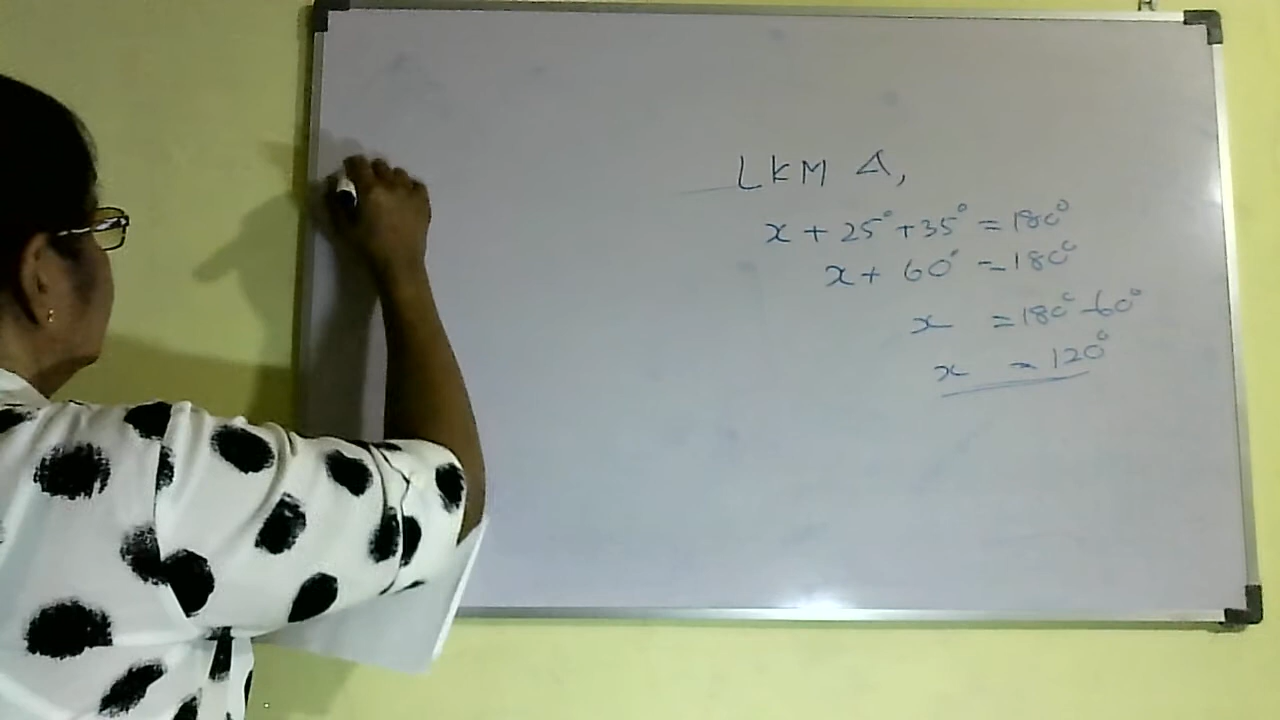 LKM Δ,
x + 25° + 35° = 180°
x + 60° = 180°
x = 180° - 60°
x = 120°